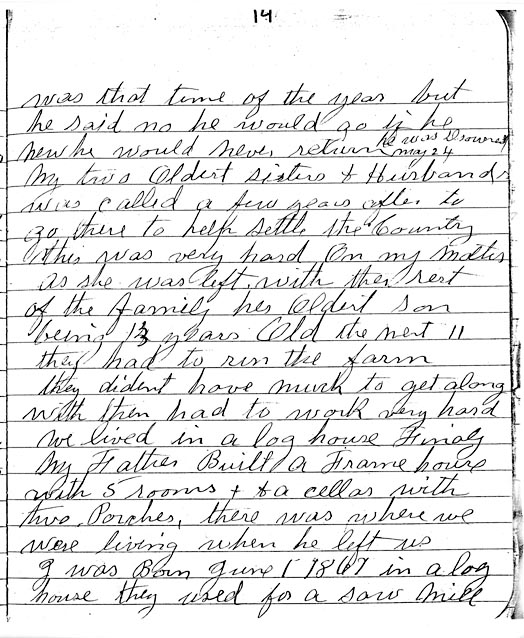 14
was that time of the year but
he said no he would go if he
new he would never return he was Drowned
may 24
My two Oldest sisters & Husbands
was called a few years after to
go there to help settle the Country
this was very hard On my Mother
as she was left with the rest
of the family her Oldest son
being 13 years Old the next 11
they had to run the farm
they dident have much to get along
with then had to work very hard
we lived in a log house Finaly
My Father Built a Frame house
with 5 rooms + & a cellar with
two Porches, there was where we
were living when he left us
I was Born June 1 1867 in a log
house they used for a saw Mill